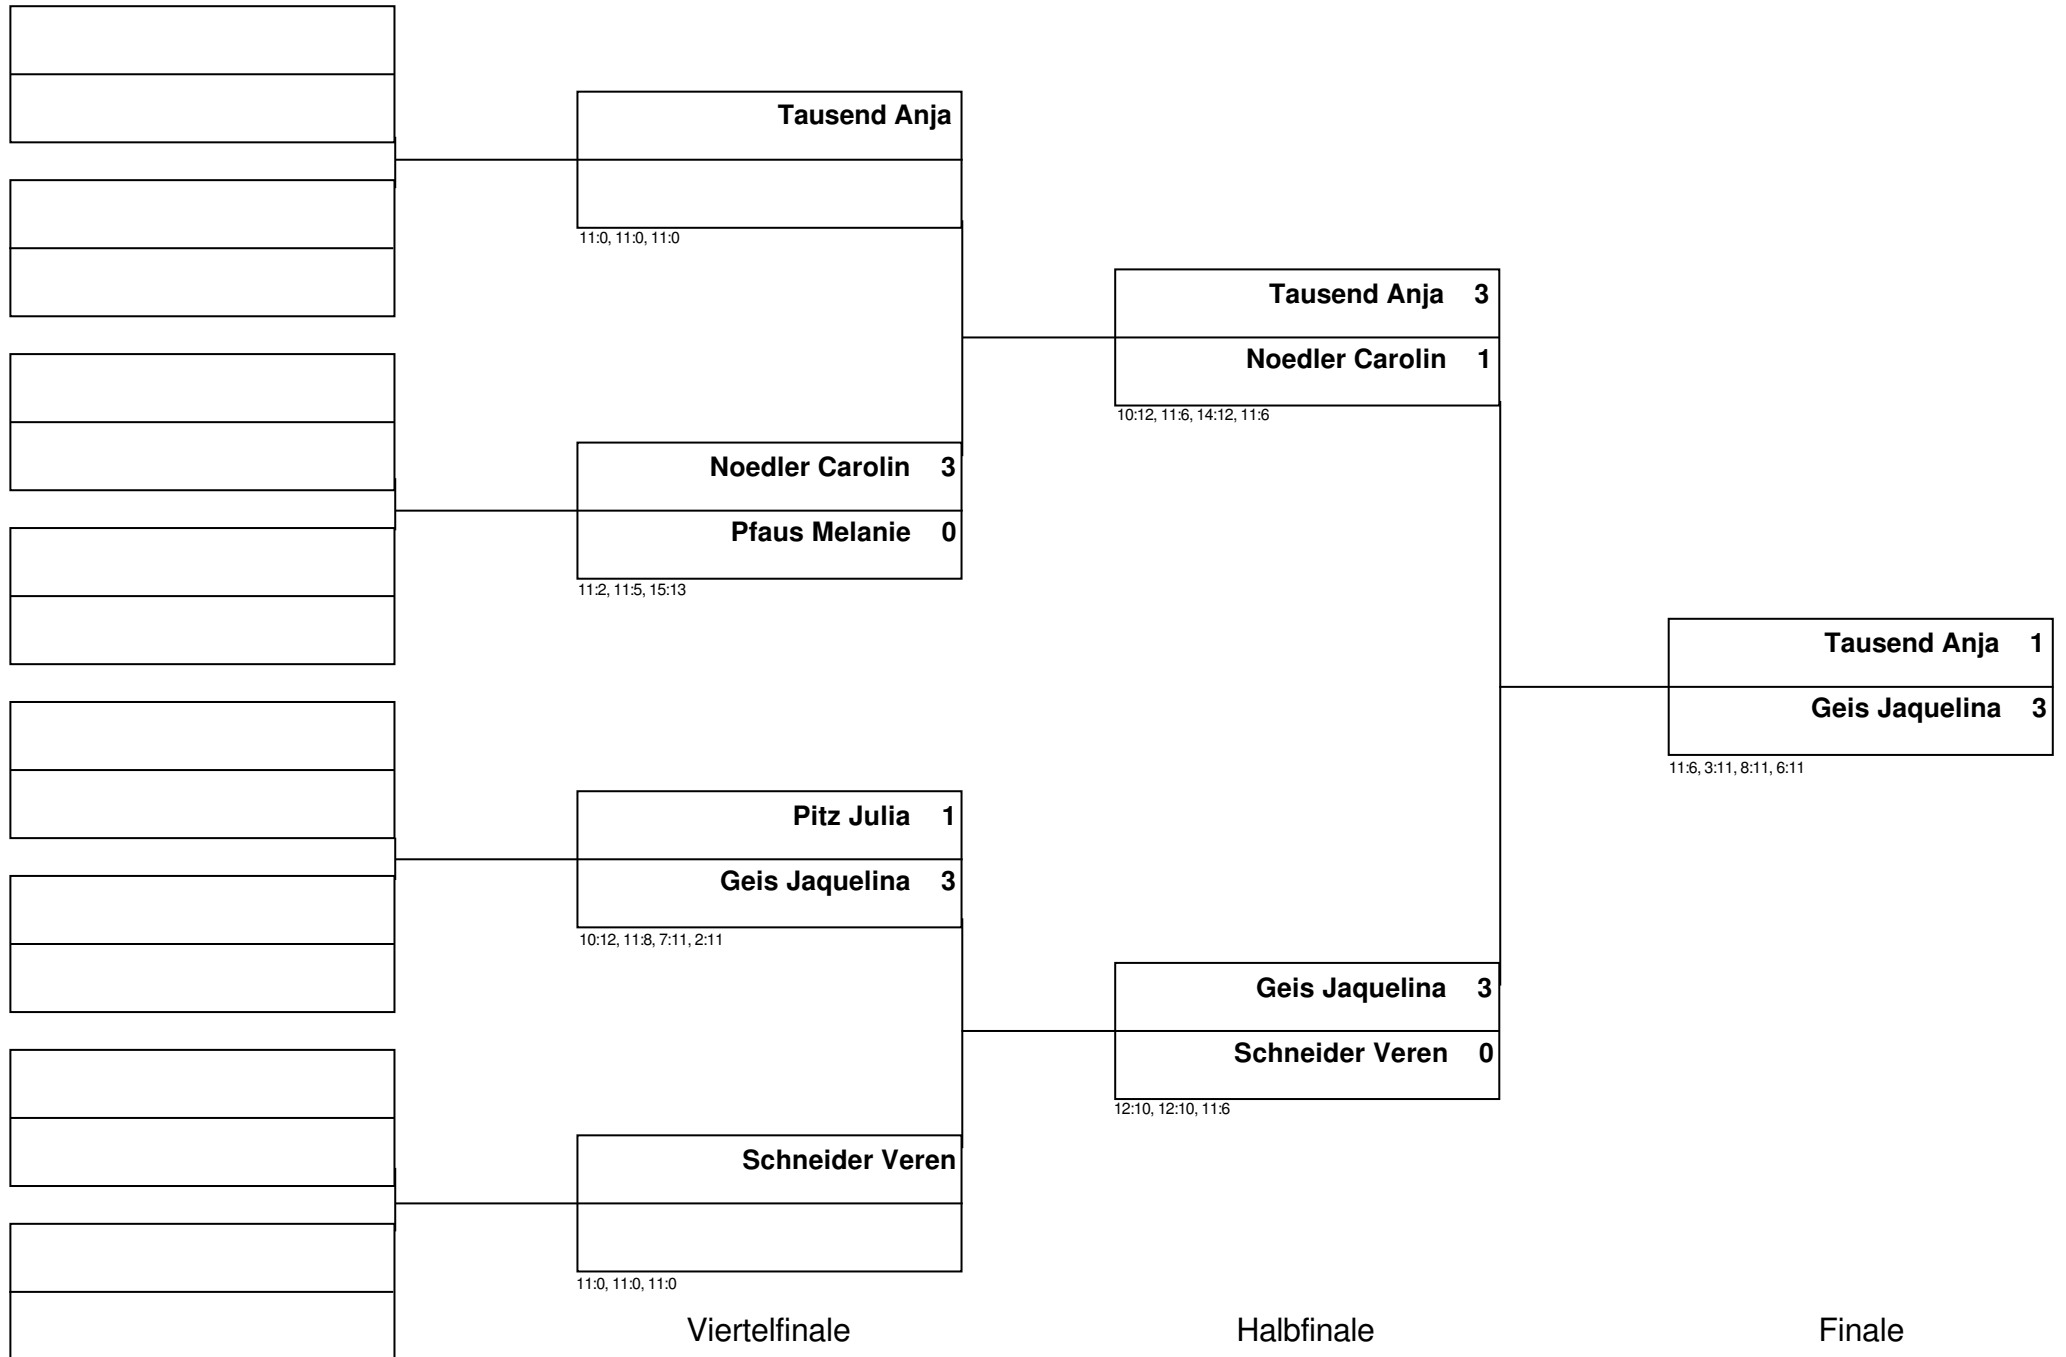 Tausend Anja
11:0, 11:0, 11:0
Noedler Carolin 3
Pfaus Melanie 0
11:2, 11:5, 15:13
Pitz Julia 1
Geis Jaquelina 3
10:12, 11:8, 7:11, 2:11
Schneider Veren
11:0, 11:0, 11:0
Viertelfinale
Tausend Anja 3
Noedler Carolin 1
10:12, 11:6, 14:12, 11:6
Geis Jaquelina 3
Schneider Veren 0
12:10, 12:10, 11:6
Halbfinale
Tausend Anja 1
Geis Jaquelina 3
11:6, 3:11, 8:11, 6:11
Finale